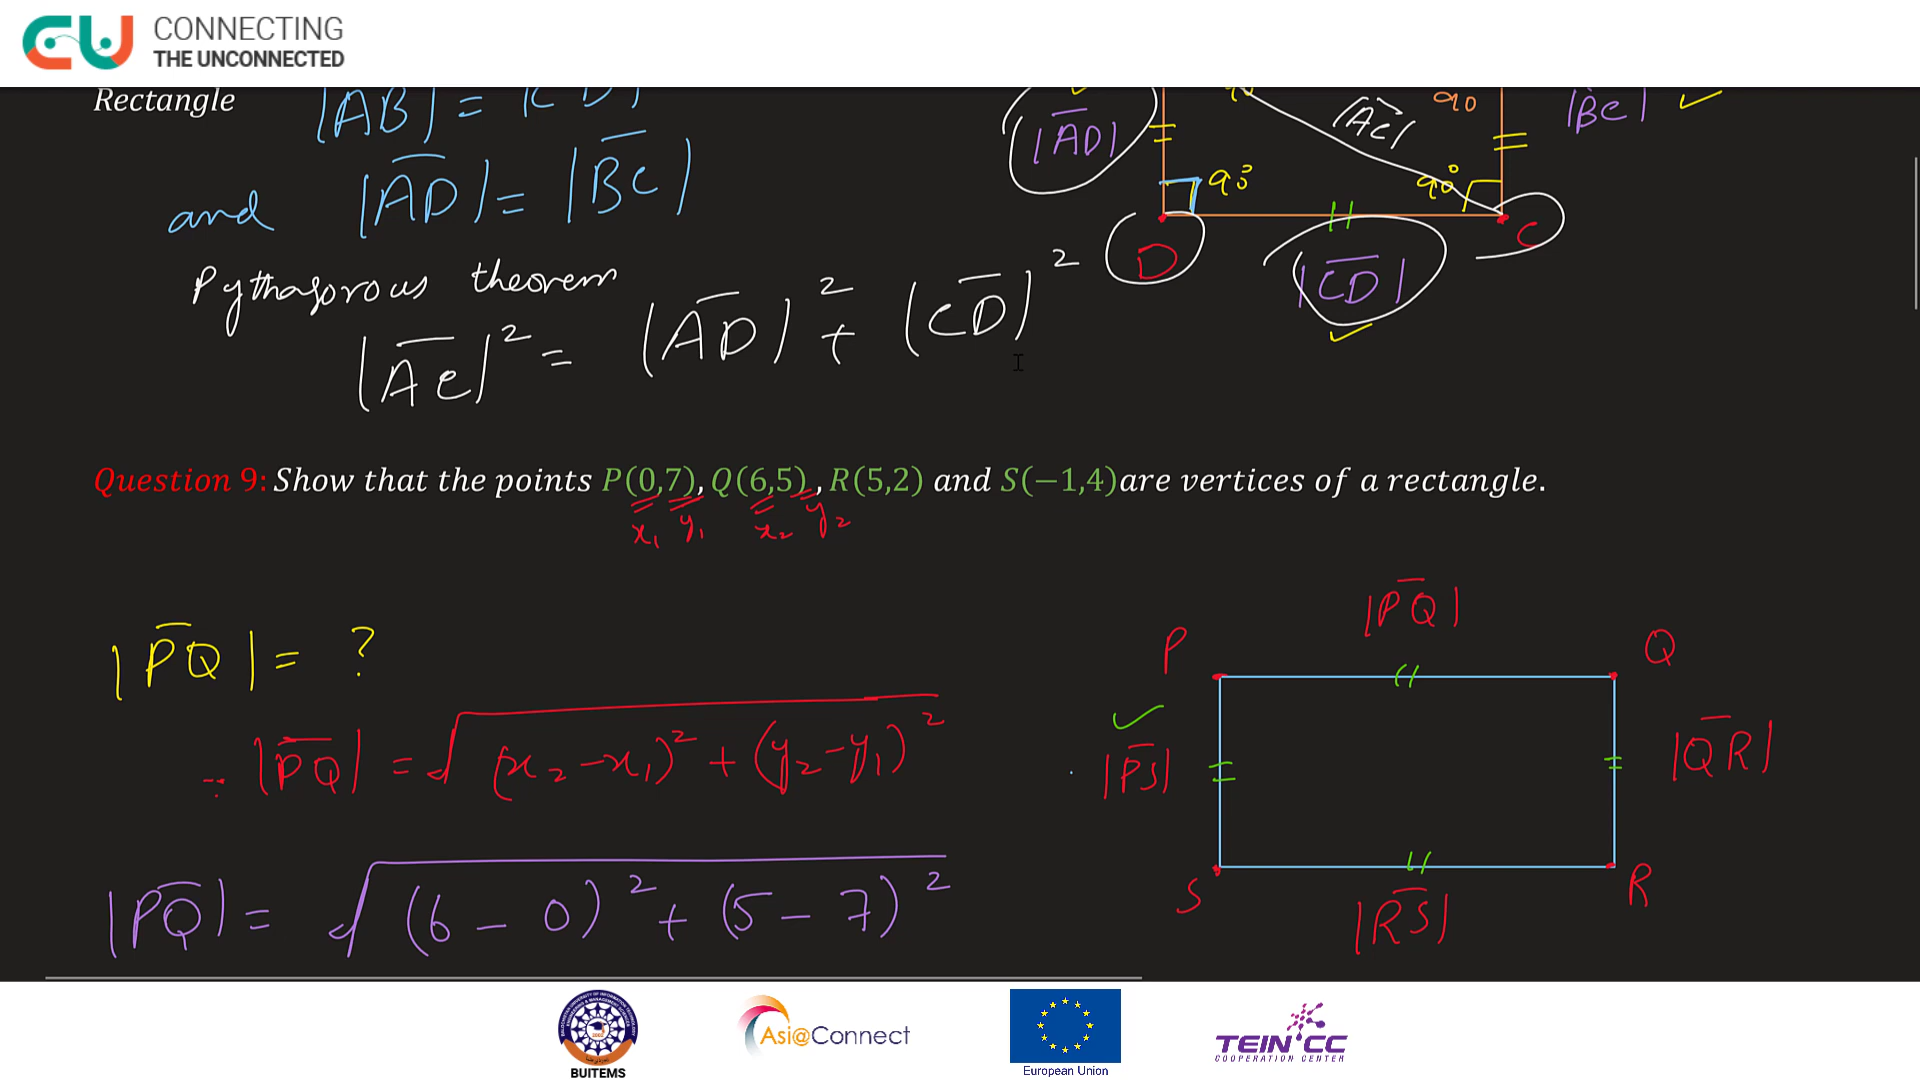 CONNECTING
THE UNCONNECTED
Rectangle
|AB| = |CD|
and |AD| = |BC|
Pythagorous theorem
|AC|² = |AD|² + |CD|²
|AD|
|AC|
90
|BC|
90°
90°
D
C
|CD|
Question 9: Show that the points P(0,7), Q(6,5), R(5,2) and S(−1,4)are vertices of a rectangle.
x₁ y₁ x₂ y₂
|PQ| = ?
∵ |PQ| = √(x₂ − x₁)² + (y₂ − y₁)²
|PQ| = √(6 − 0)² + (5 − 7)²
|PQ|
P
Q
|PS|
|QR|
S
R
|RS|
BUITEMS
Asi@Connect
European Union
TEIN*CC
COOPERATION CENTER